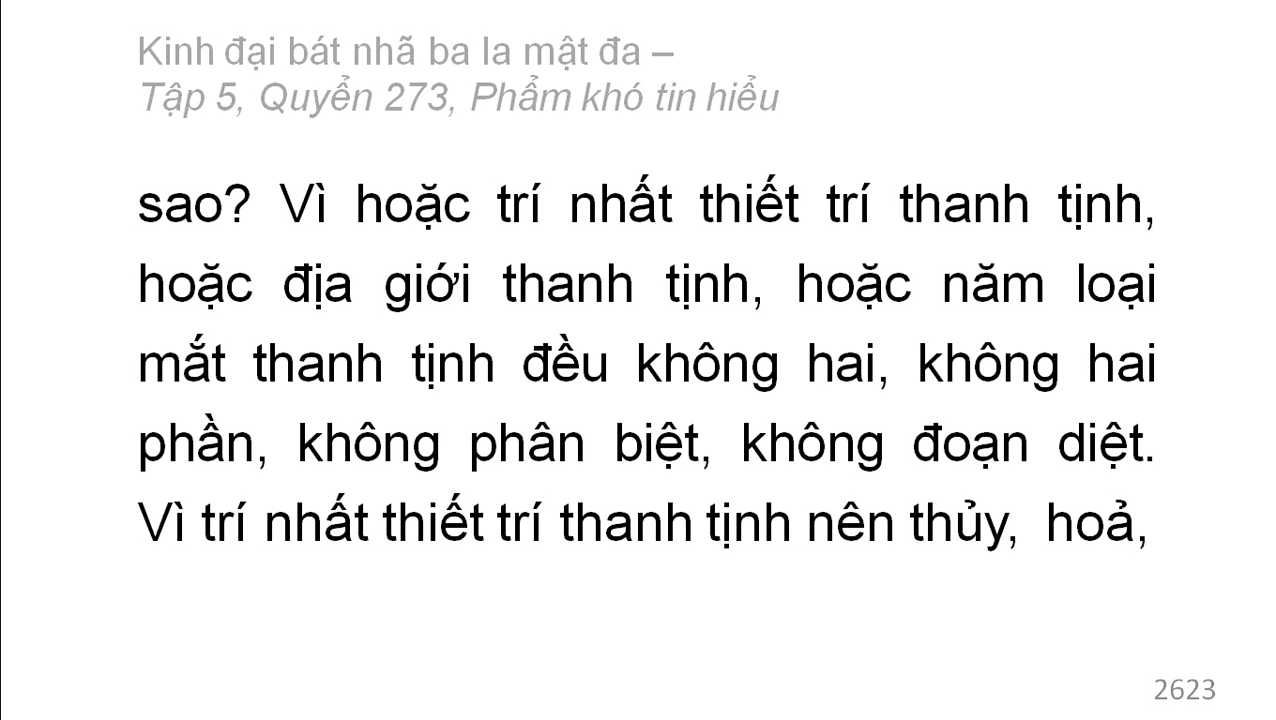 Kinh đại bát nhã ba la mật đa –
Tập 5, Quyển 273, Phẩm khó tin hiểu
sao? Vì hoặc trí nhất thiết trí thanh tịnh,
hoặc địa giới thanh tịnh, hoặc năm loại
mắt thanh tịnh đều không hai, không hai
phần, không phân biệt, không đoạn diệt.
Vì trí nhất thiết trí thanh tịnh nên thủy, hoả,
2623